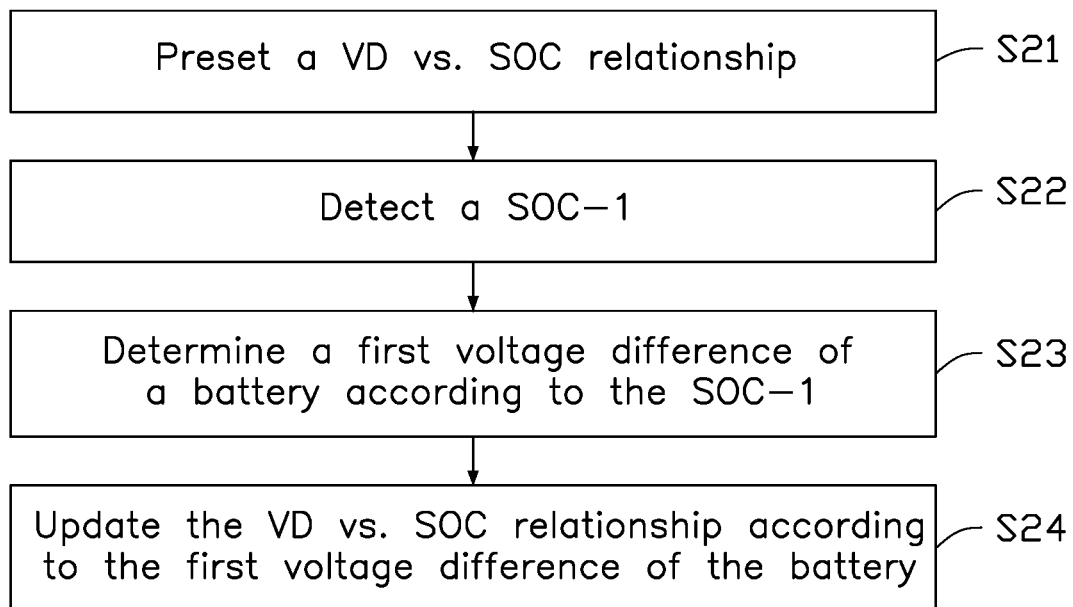 Preset a VD vs. SOC relationship
S21
Detect a SOC-1
S22
Determine a first voltage difference of
a battery according to the SOC-1
S23
Update the VD vs. SOC relationship according
to the first voltage difference of the battery
S24